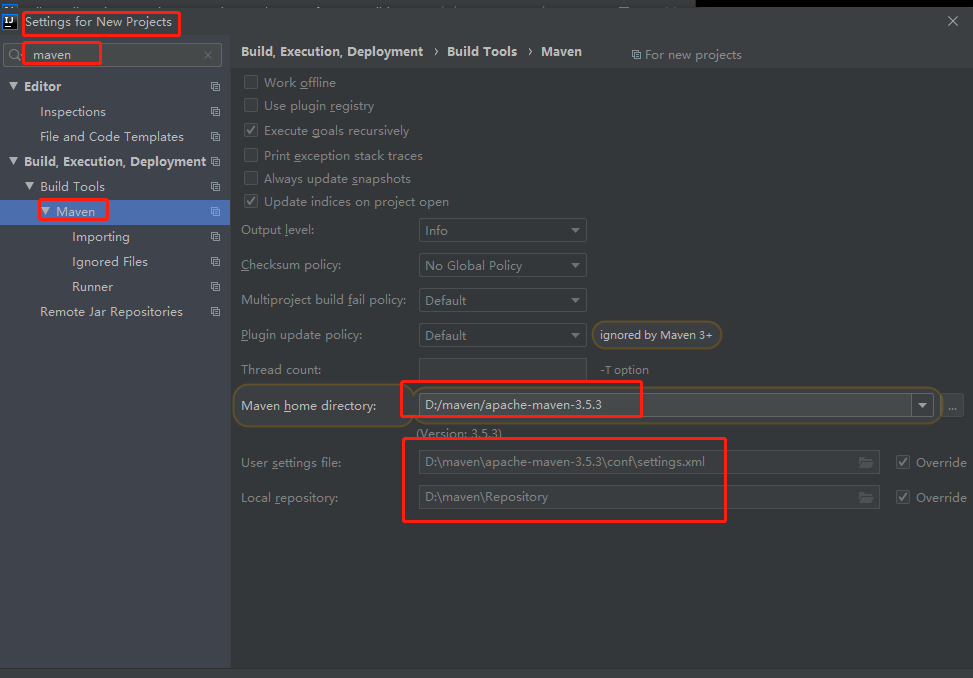 Settings for New Projects
maven
Build, Execution, Deployment › Build Tools › Maven
For new projects
Editor
Inspections
File and Code Templates
Build, Execution, Deployment
Build Tools
Maven
Importing
Ignored Files
Runner
Remote Jar Repositories
Work offline
Use plugin registry
Execute goals recursively
Print exception stack traces
Always update snapshots
Update indices on project open
Output level: Info
Checksum policy: No Global Policy
Multiproject build fail policy: Default
Plugin update policy: Default ignored by Maven 3+
Thread count: -T option
Maven home directory: D:/maven/apache-maven-3.5.3 ...
(Version: 3.5.3)
User settings file: D:\maven\apache-maven-3.5.3\conf\settings.xml Override
Local repository: D:\maven\Repository Override